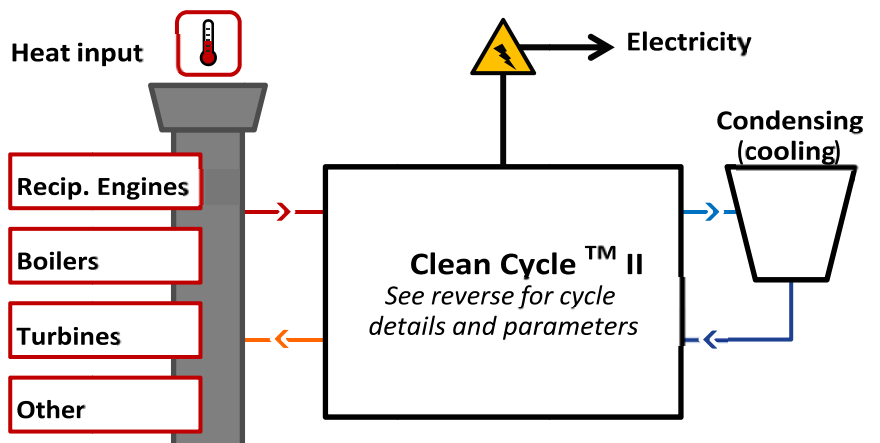 Heat input
Electricity
Condensing
(cooling)
Recip. Engines
Boilers
Turbines
Other
Clean Cycle ™ II
See reverse for cycle
details and parameters